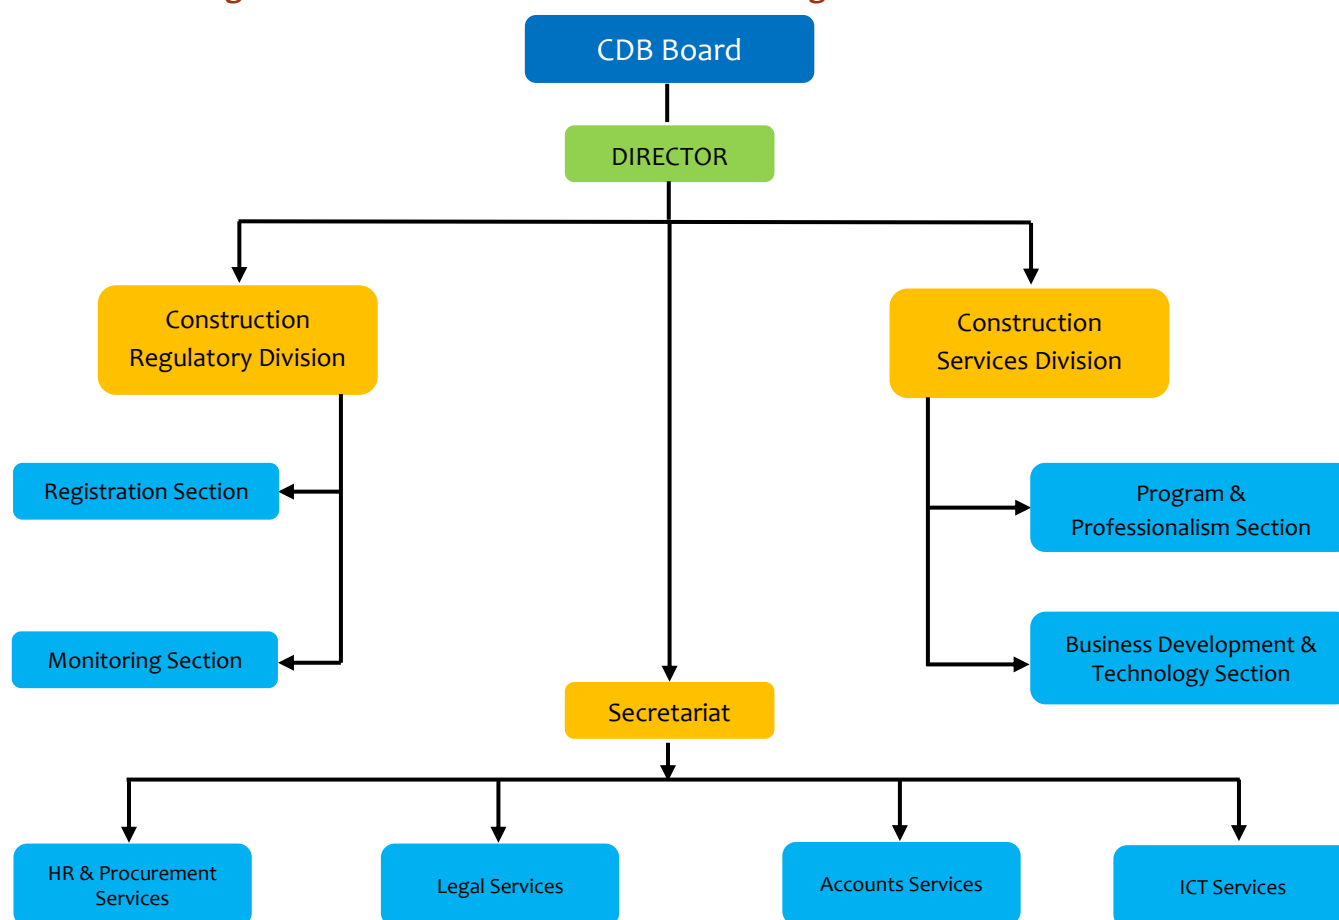 CDB Board
DIRECTOR
Construction
Regulatory Division
Construction
Services Division
Registration Section
Program &
Professionalism Section
Monitoring Section
Business Development &
Technology Section
Secretariat
HR & Procurement
Services
Legal Services
Accounts Services
ICT Services